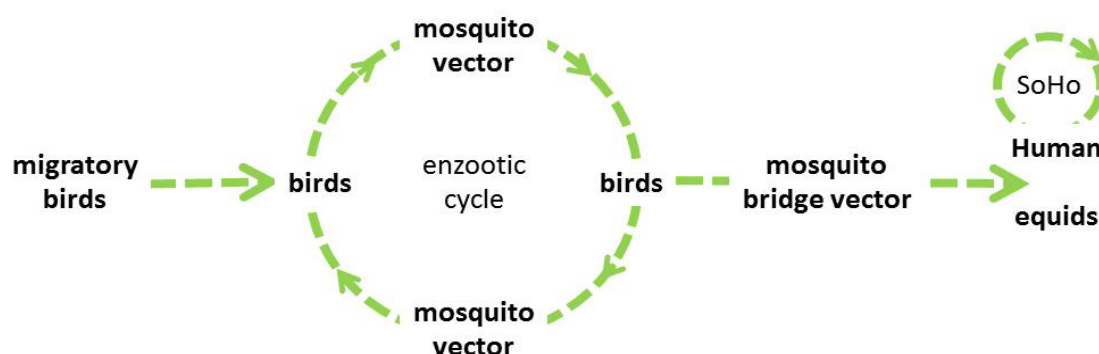 migratory
birds
birds
mosquito
vector
enzootic
cycle
mosquito
vector
birds
mosquito
bridge vector
SoHo
Human
equids